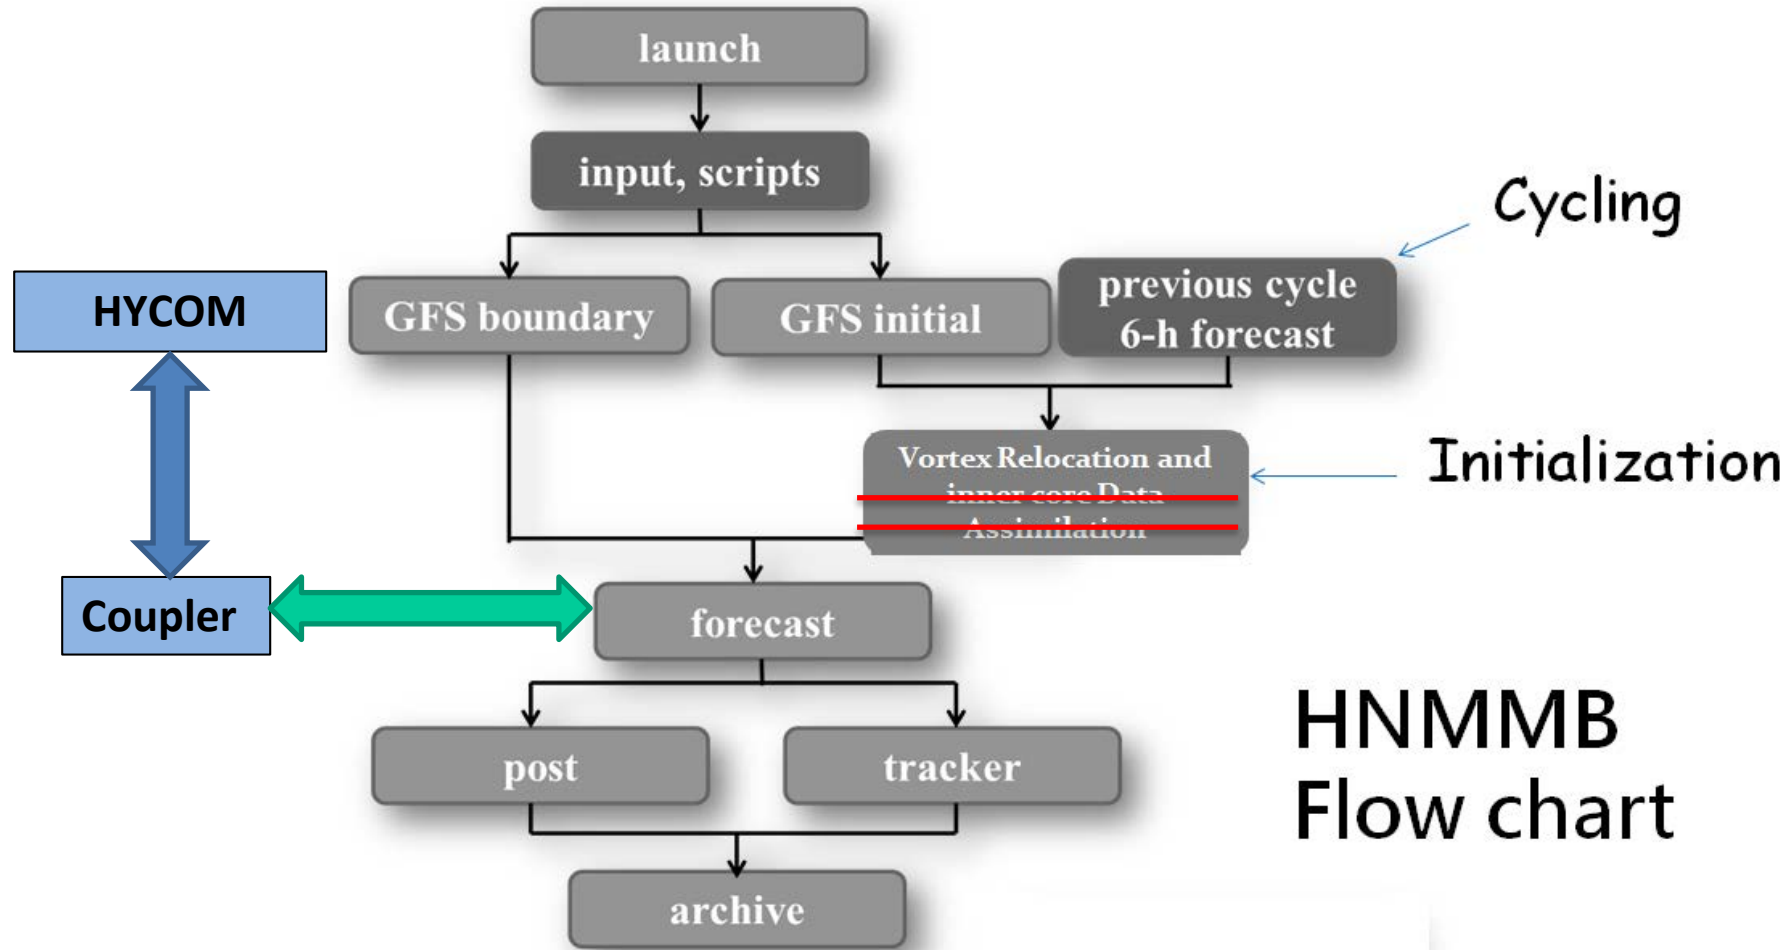 launch
input, scripts
Cycling
HYCOM
GFS boundary
GFS initial
previous cycle
6-h forecast
Vortex Relocation and
inner core Data
Assimilation
Initialization
Coupler
forecast
post
tracker
HNMMB
Flow chart
archive